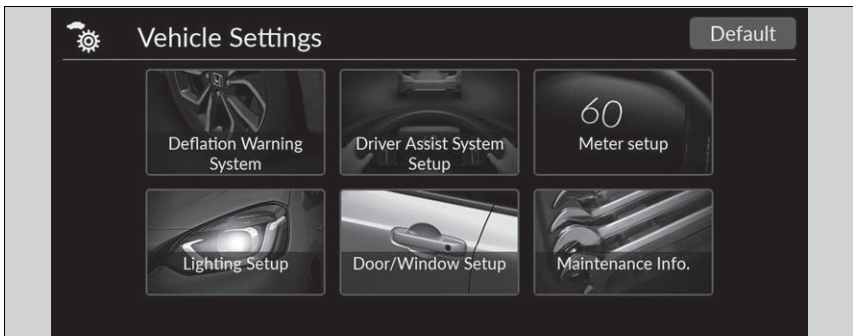 Vehicle Settings
Default
Deflation Warning
System
Driver Assist System
Setup
60
Meter setup
Lighting Setup
Door/Window Setup
Maintenance Info.